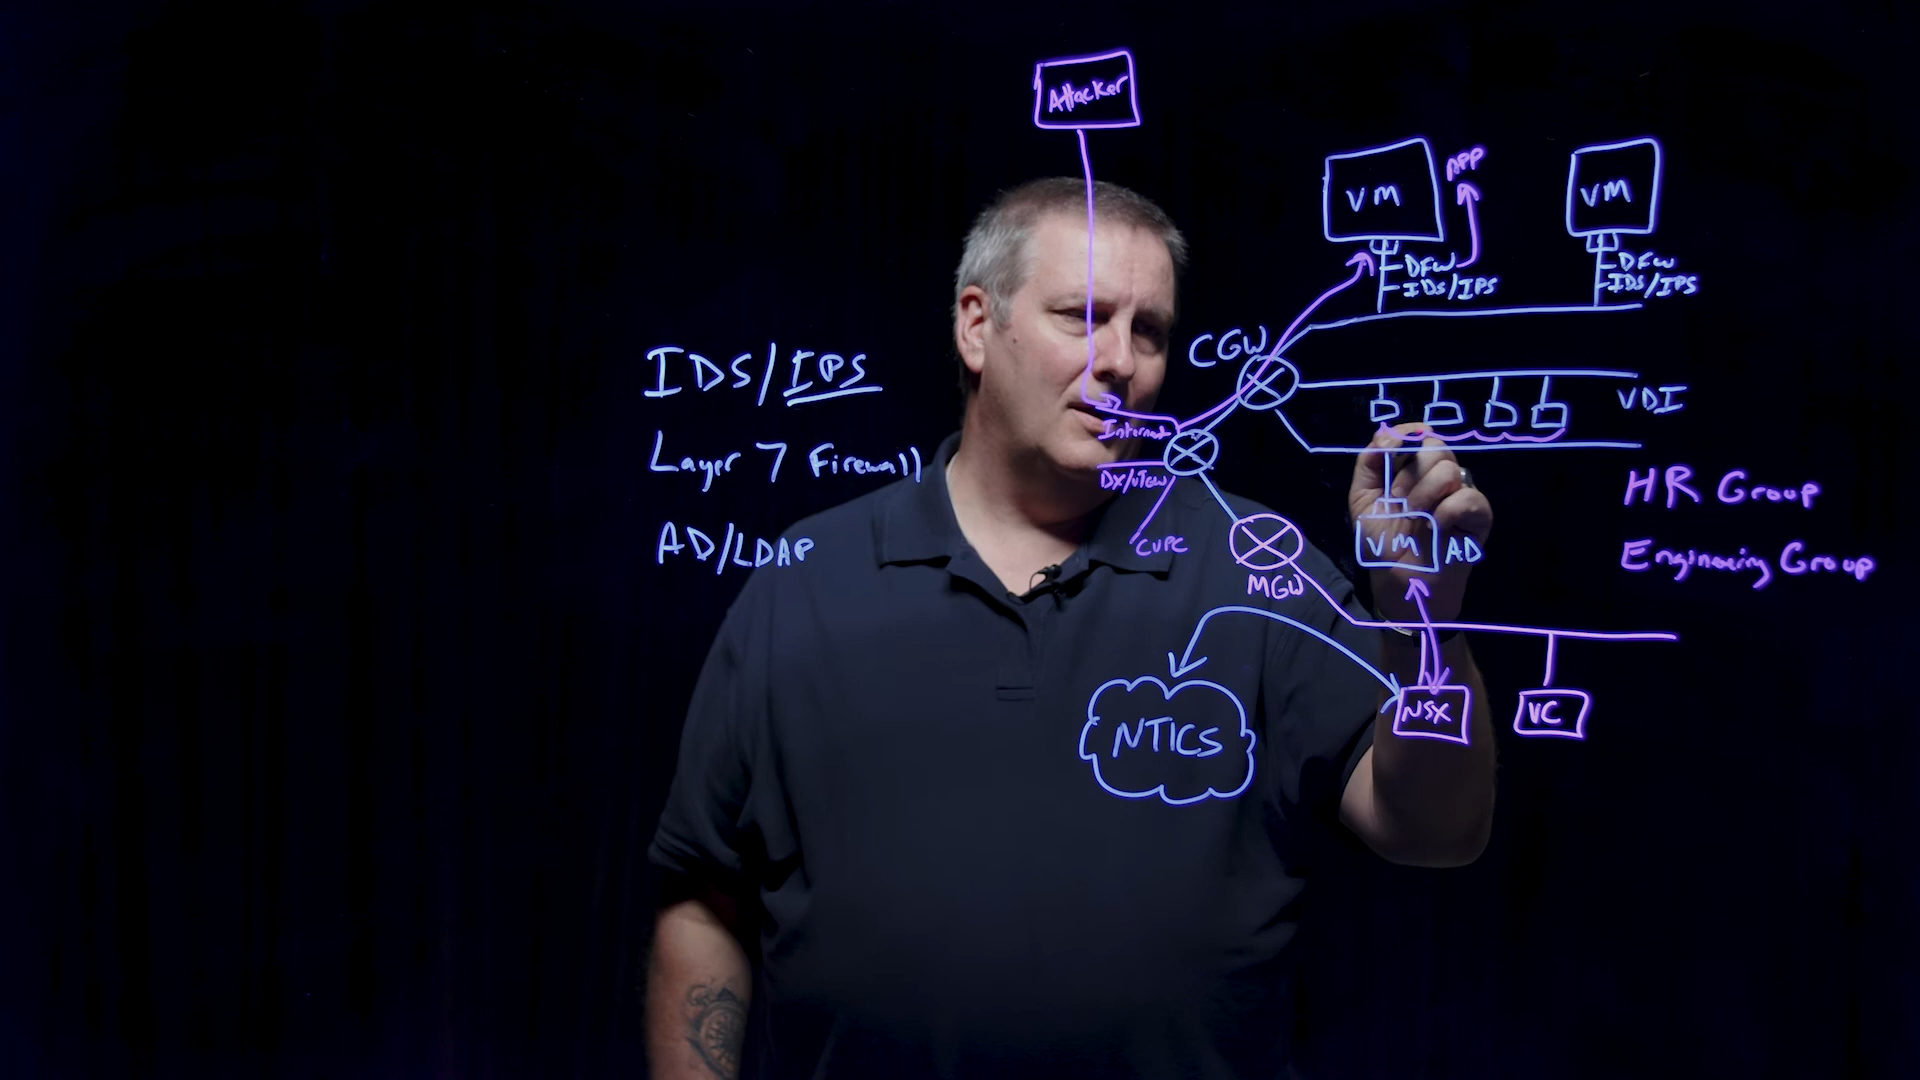 Attacker
APP
VM
VM
DFW
IDS/IPS
DFW
IDS/IPS
CGW
IDS/IPS
VDI
Internet
Layer 7 Firewall
DX/VTGW
HR Group
CVPC
AD/LDAP
VM
AD
Engineering Group
MGW
NTICS
NSX
VC